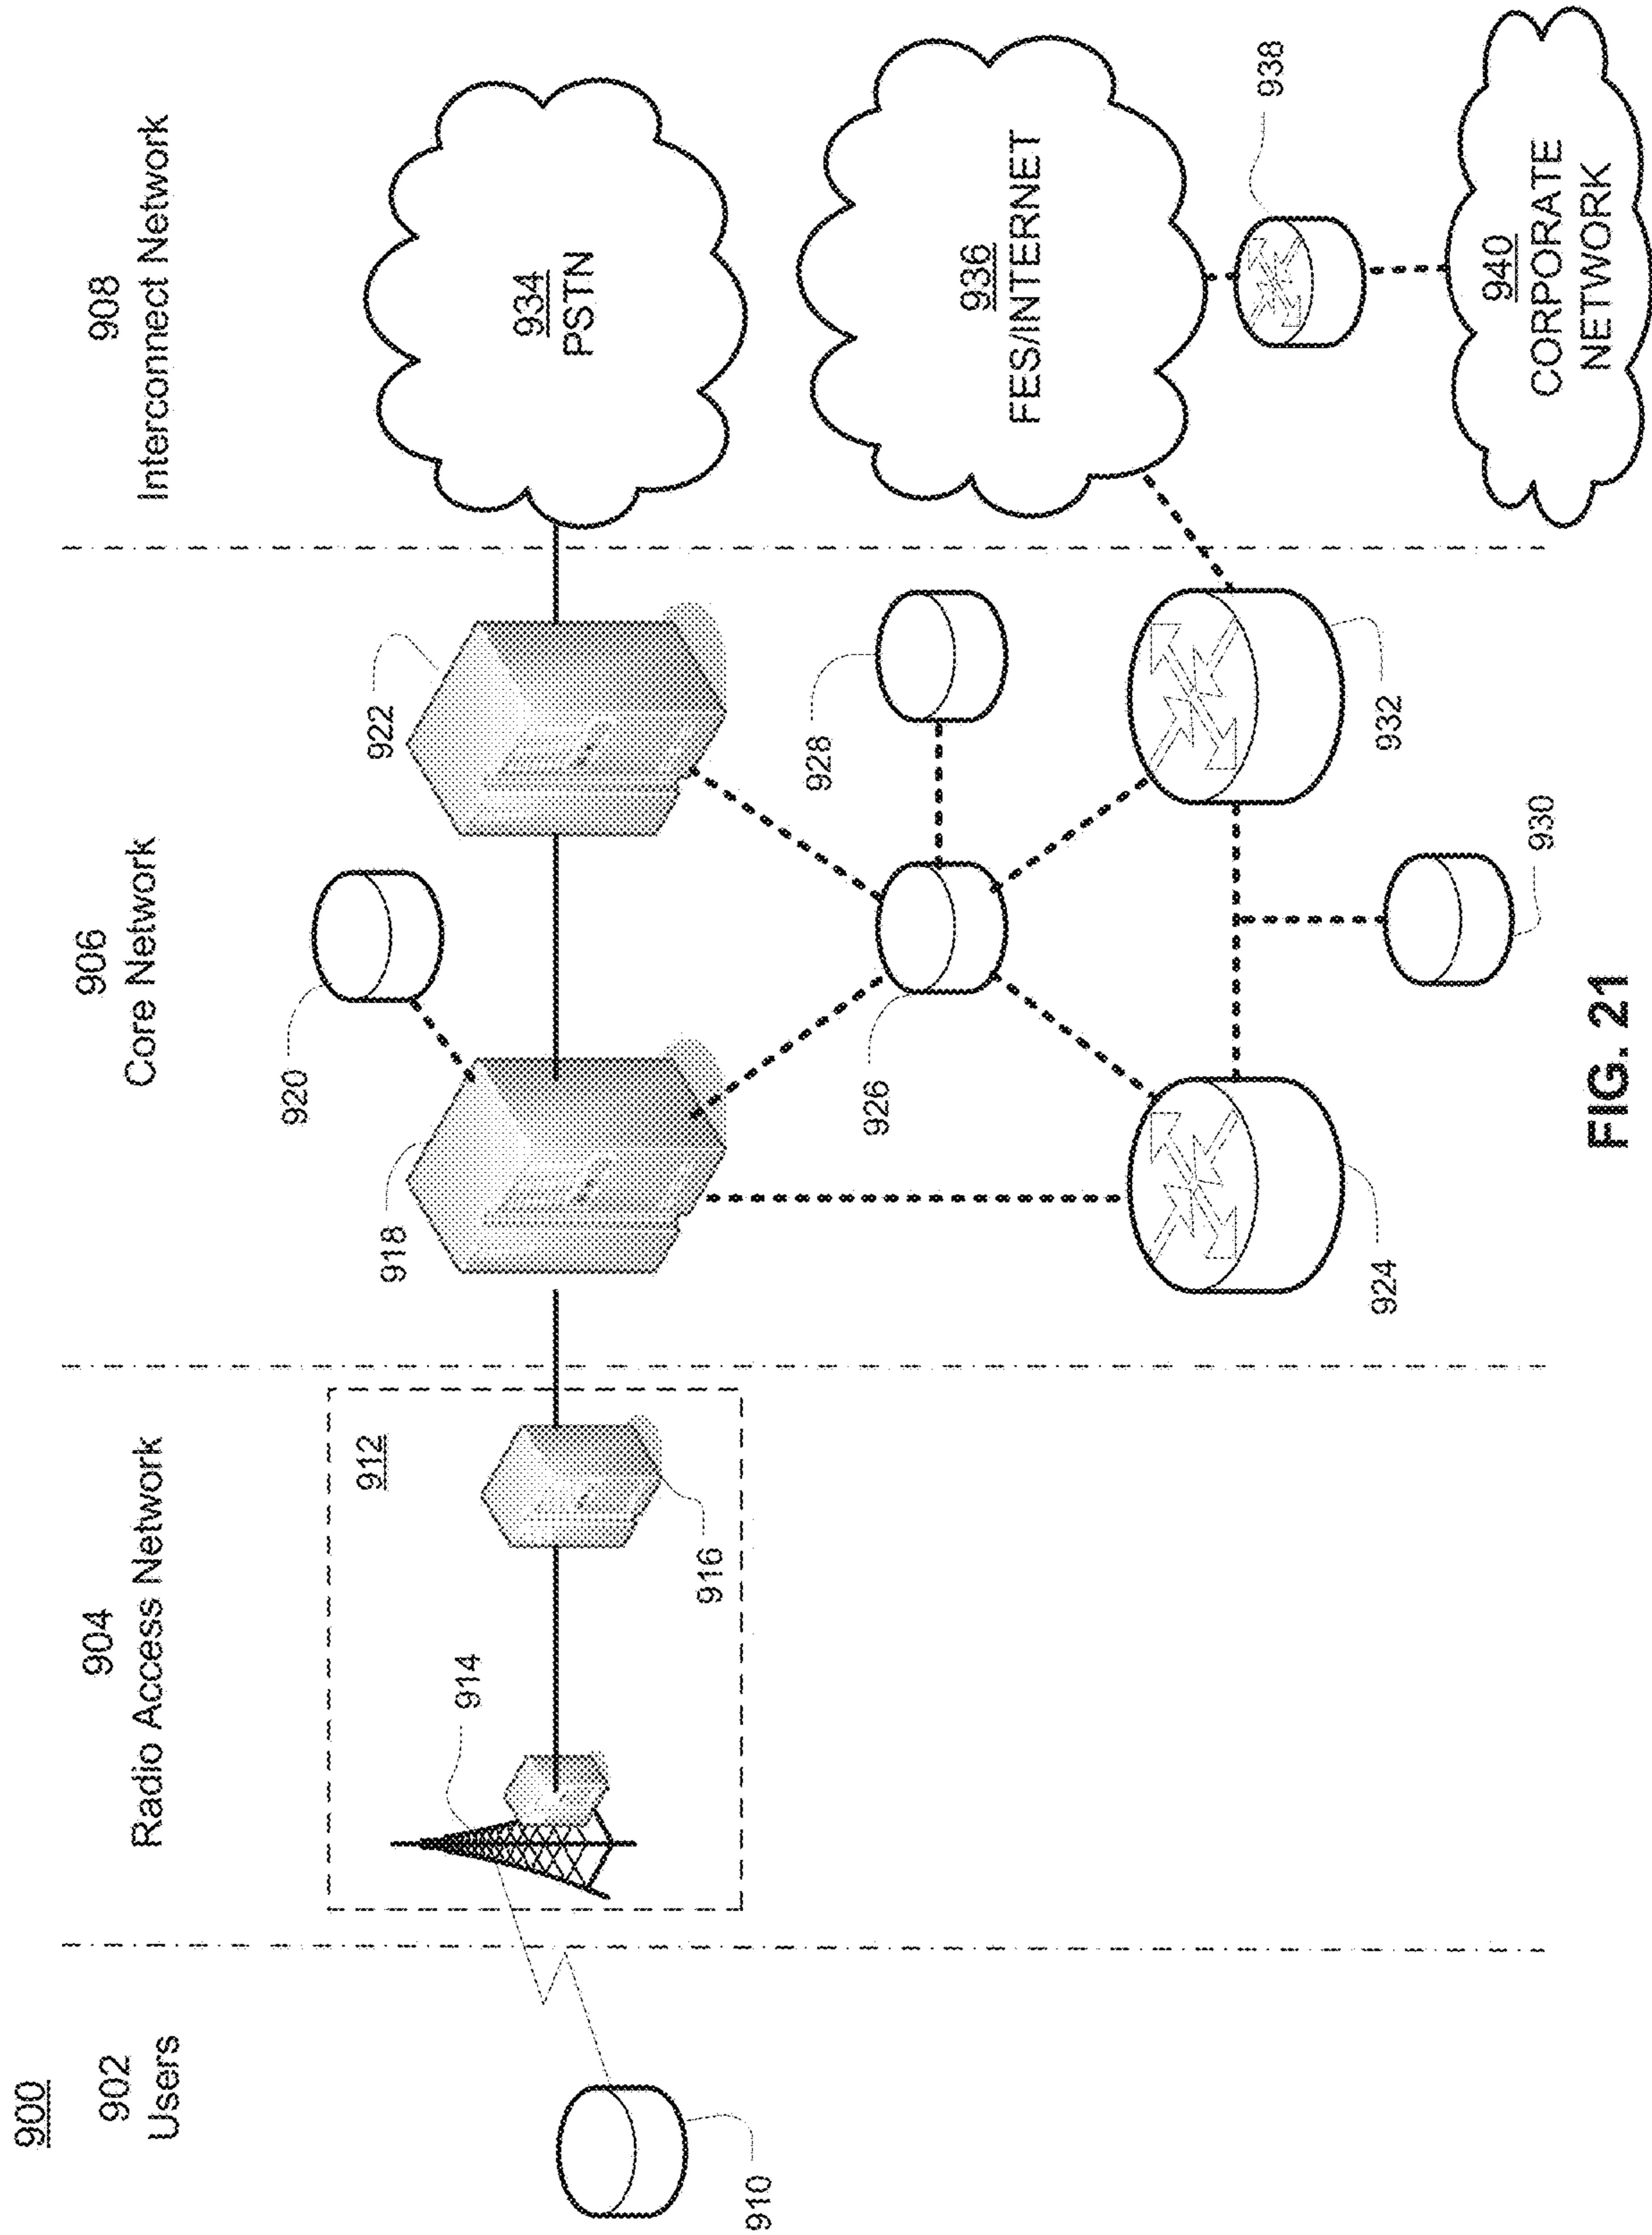 900
902
Users
904
Radio Access Network
906
Core Network
908
Interconnect Network
910
912
914
916
918
920
922
924
926
928
930
932
934
PSTN
936
FES/INTERNET
938
940
CORPORATE
NETWORK
FIG. 21